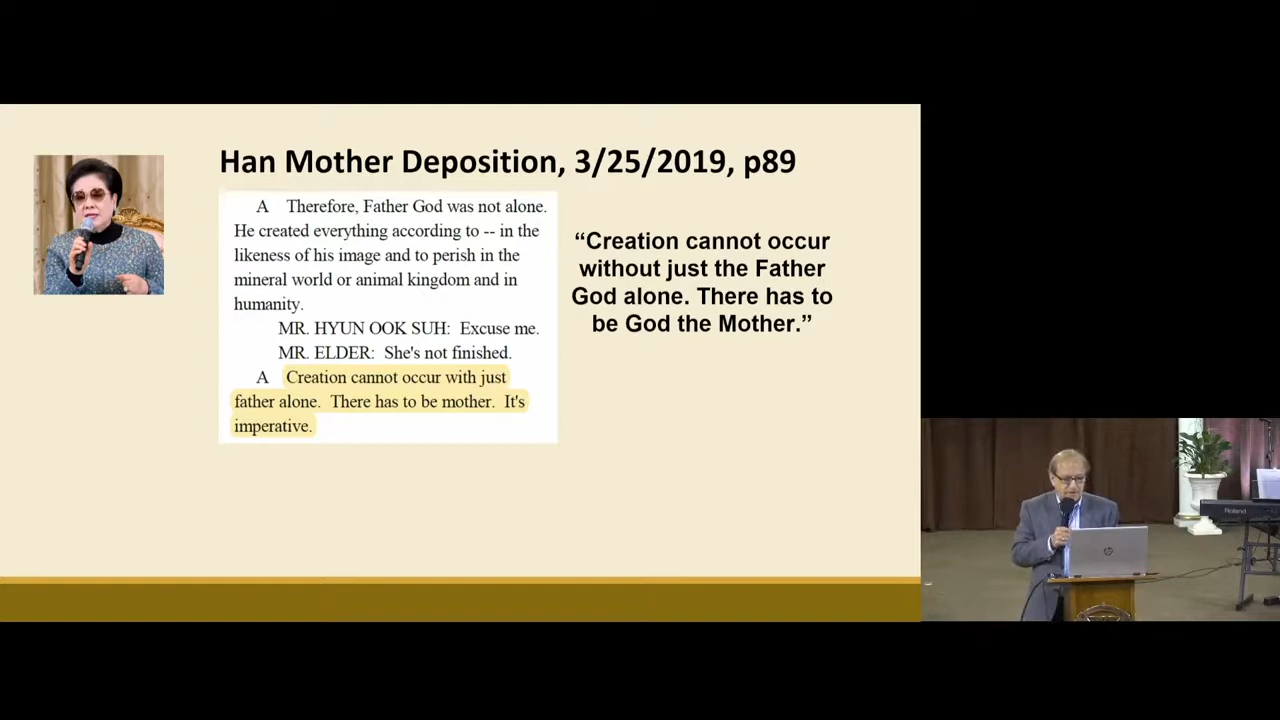 Han Mother Deposition, 3/25/2019, p89
A Therefore, Father God was not alone.
He created everything according to -- in the
likeness of his image and to perish in the
mineral world or animal kingdom and in
humanity.
MR. HYUN OOK SUH: Excuse me.
MR. ELDER: She's not finished.
A Creation cannot occur with just
father alone. There has to be mother. It's
imperative.
“Creation cannot occur
without just the Father
God alone. There has to
be God the Mother.”
Roland
hp